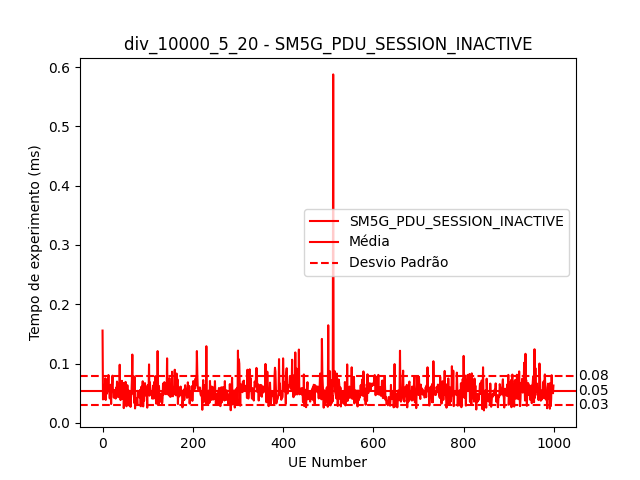 div_10000_5_20 - SM5G_PDU_SESSION_INACTIVE
Tempo de experimento (ms)
0.6
0.5
0.4
0.3
0.2
0.1
0.0
SM5G_PDU_SESSION_INACTIVE
Média
Desvio Padrão
0.08
0.05
0.03
0
200
400
600
800
1000
UE Number